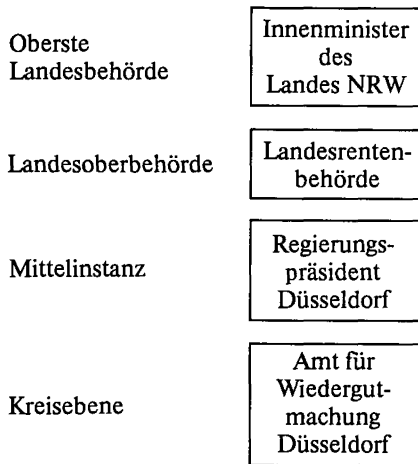 Oberste
Landesbehörde
Innenminister
des
Landes NRW
Landesoberbehörde
Landesrenten-
behörde
Mittelinstanz
Regierungs-
präsident
Düsseldorf
Kreisebene
Amt für
Wiedergut-
machung
Düsseldorf